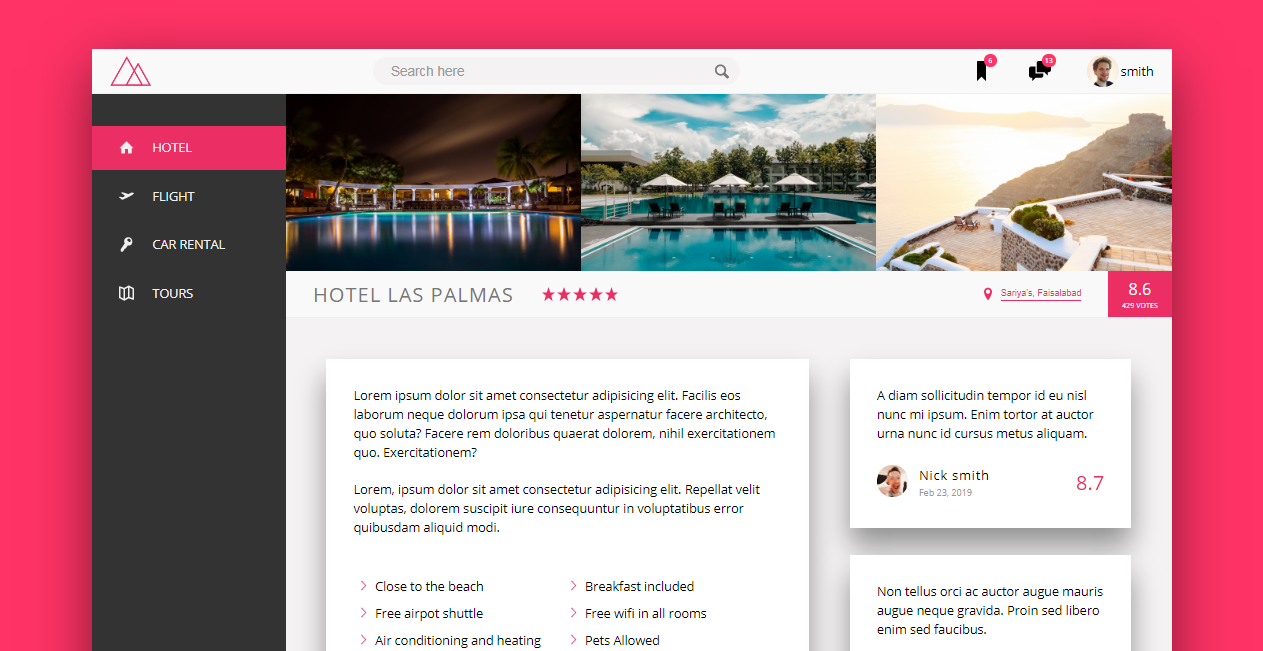 Search here
6
13
smith
HOTEL
FLIGHT
CAR RENTAL
TOURS
HOTEL LAS PALMAS
Sariya's, Faisalabad
8.6
429 VOTES
Lorem ipsum dolor sit amet consectetur adipisicing elit. Facilis eos
laborum neque dolorum ipsa qui tenetur aspernatur facere architecto,
quo soluta? Facere rem doloribus quaerat dolorem, nihil exercitationem
quo. Exercitationem?
Lorem, ipsum dolor sit amet consectetur adipisicing elit. Repellat velit
voluptas, dolorem suscipit iure consequuntur in voluptatibus error
quibusdam aliquid modi.
Close to the beach
Breakfast included
Free airpot shuttle
Free wifi in all rooms
Air conditioning and heating
Pets Allowed
A diam sollicitudin tempor id eu nisl
nunc mi ipsum. Enim tortor at auctor
urna nunc id cursus metus aliquam.
Nick smith
Feb 23, 2019
8.7
Non tellus orci ac auctor augue mauris
augue neque gravida. Proin sed libero
enim sed faucibus.